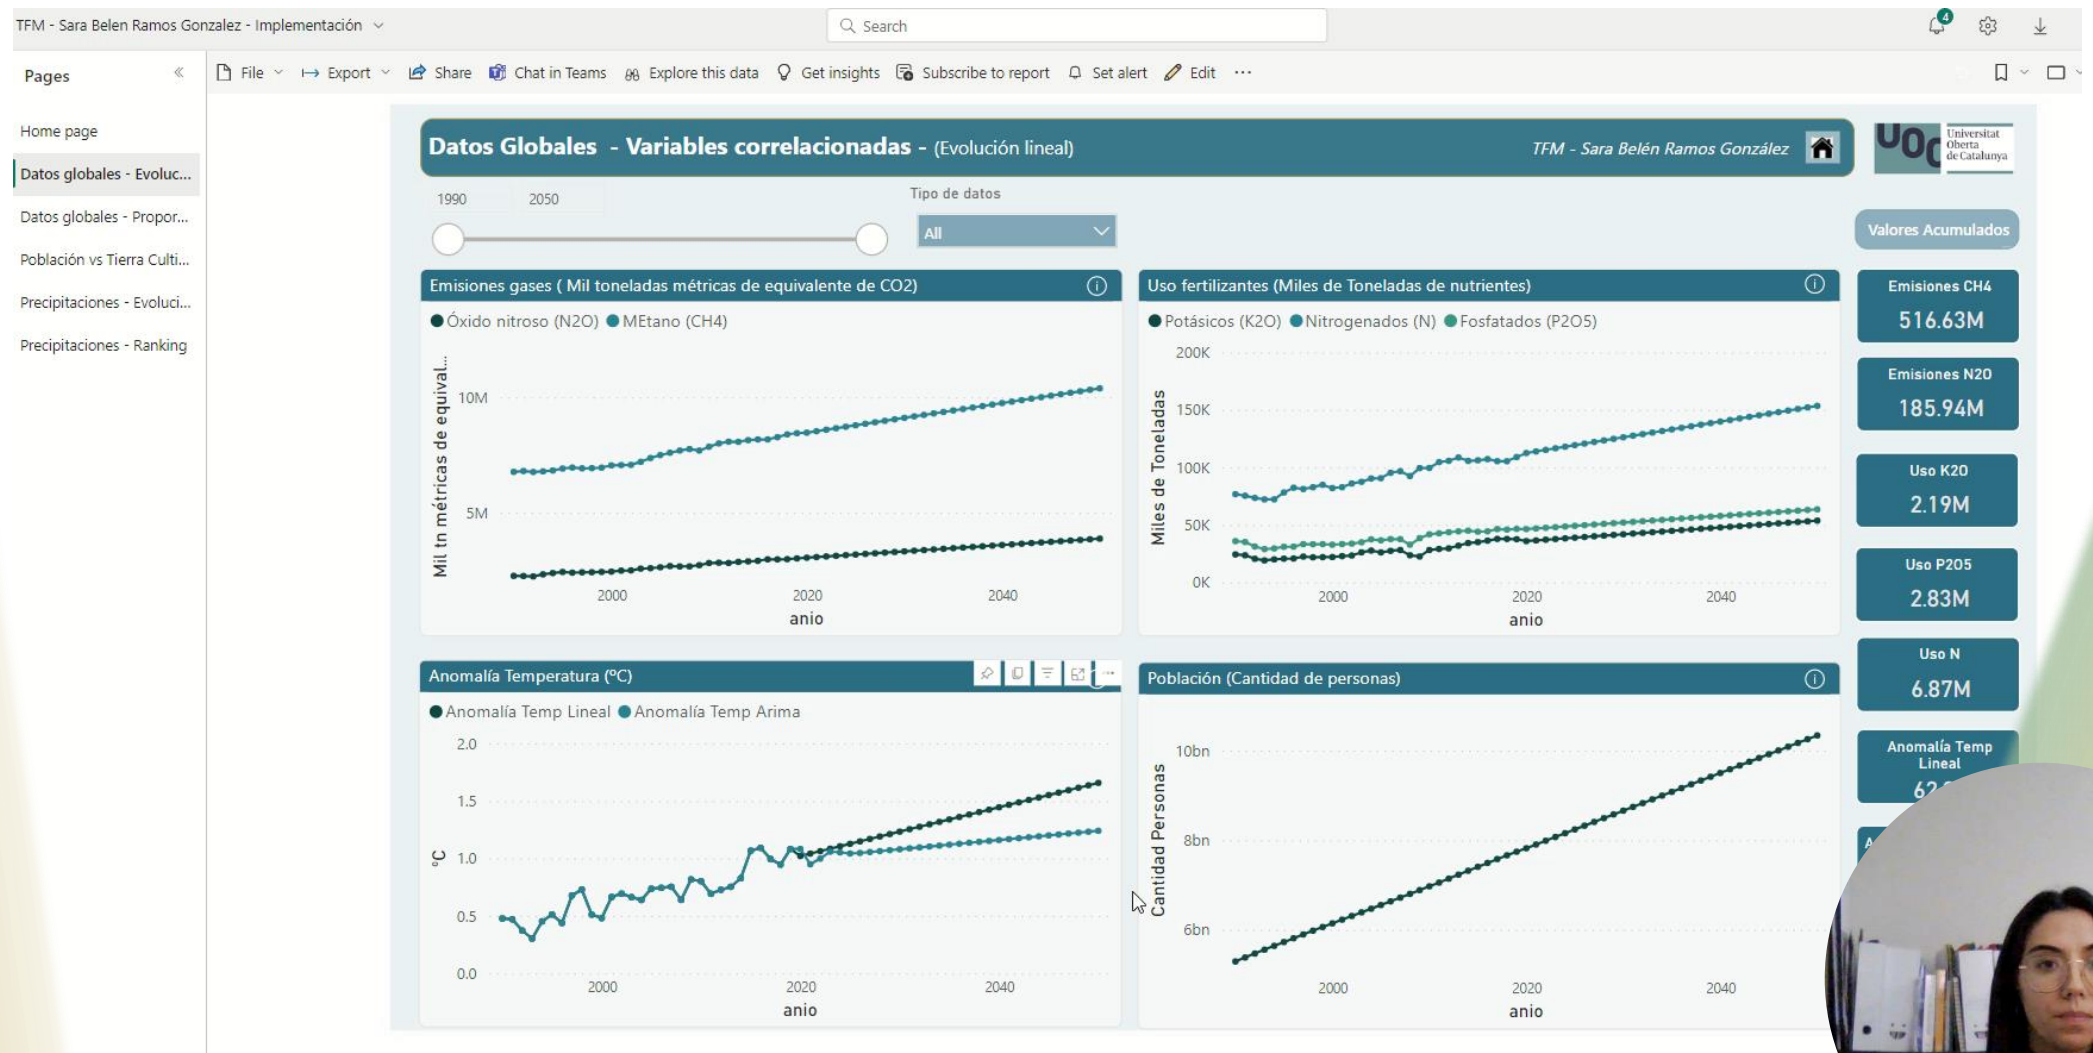 TFM - Sara Belen Ramos Gonzalez - Implementación
Search
4
Pages
File
Export
Share
Chat in Teams
Explore this data
Get insights
Subscribe to report
Set alert
Edit
Home page
Datos globales - Evoluc...
Datos globales - Propor...
Población vs Tierra Culti...
Precipitaciones - Evoluci...
Precipitaciones - Ranking
Datos Globales - Variables correlacionadas - (Evolución lineal)
TFM - Sara Belén Ramos González
UOC Universitat
Oberta
de Catalunya
1990
2050
Tipo de datos
All
Valores Acumulados
Emisiones gases ( Mil toneladas métricas de equivalente de CO2)
Óxido nitroso (N2O) MEtano (CH4)
Mil tn métricas de equival...
10M
5M
2000
2020
2040
anio
Uso fertilizantes (Miles de Toneladas de nutrientes)
Potásicos (K2O) Nitrogenados (N) Fosfatados (P2O5)
Miles de Toneladas
200K
150K
100K
50K
0K
2000
2020
2040
anio
Emisiones CH4
516.63M
Emisiones N2O
185.94M
Uso K2O
2.19M
Uso P2O5
2.83M
Uso N
6.87M
Anomalía Temp
Lineal
Anomalía Temperatura (ºC)
Anomalía Temp Lineal Anomalía Temp Arima
ºC
2.0
1.5
1.0
0.5
0.0
2000
2020
2040
anio
Población (Cantidad de personas)
Cantidad Personas
10bn
8bn
6bn
2000
2020
2040
anio